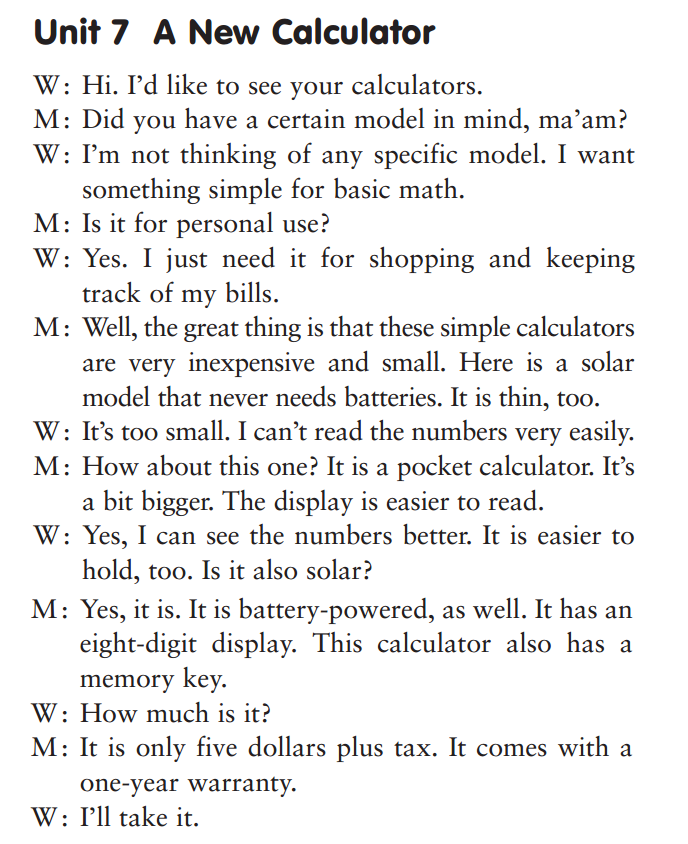 Unit 7 A New Calculator
W: Hi. I’d like to see your calculators.
M: Did you have a certain model in mind, ma’am?
W: I’m not thinking of any specific model. I want
something simple for basic math.
M: Is it for personal use?
W: Yes. I just need it for shopping and keeping
track of my bills.
M: Well, the great thing is that these simple calculators
are very inexpensive and small. Here is a solar
model that never needs batteries. It is thin, too.
W: It’s too small. I can’t read the numbers very easily.
M: How about this one? It is a pocket calculator. It’s
a bit bigger. The display is easier to read.
W: Yes, I can see the numbers better. It is easier to
hold, too. Is it also solar?
M: Yes, it is. It is battery-powered, as well. It has an
eight-digit display. This calculator also has a
memory key.
W: How much is it?
M: It is only five dollars plus tax. It comes with a
one-year warranty.
W: I’ll take it.